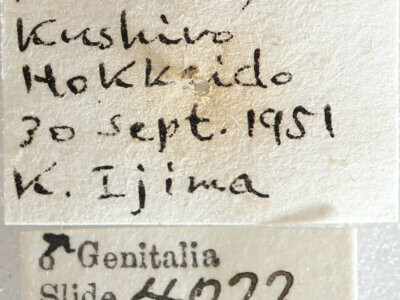 Kushiro
Hokkaido
30 Sept. 1951
K. Ijima
♂ Genitalia
Slide